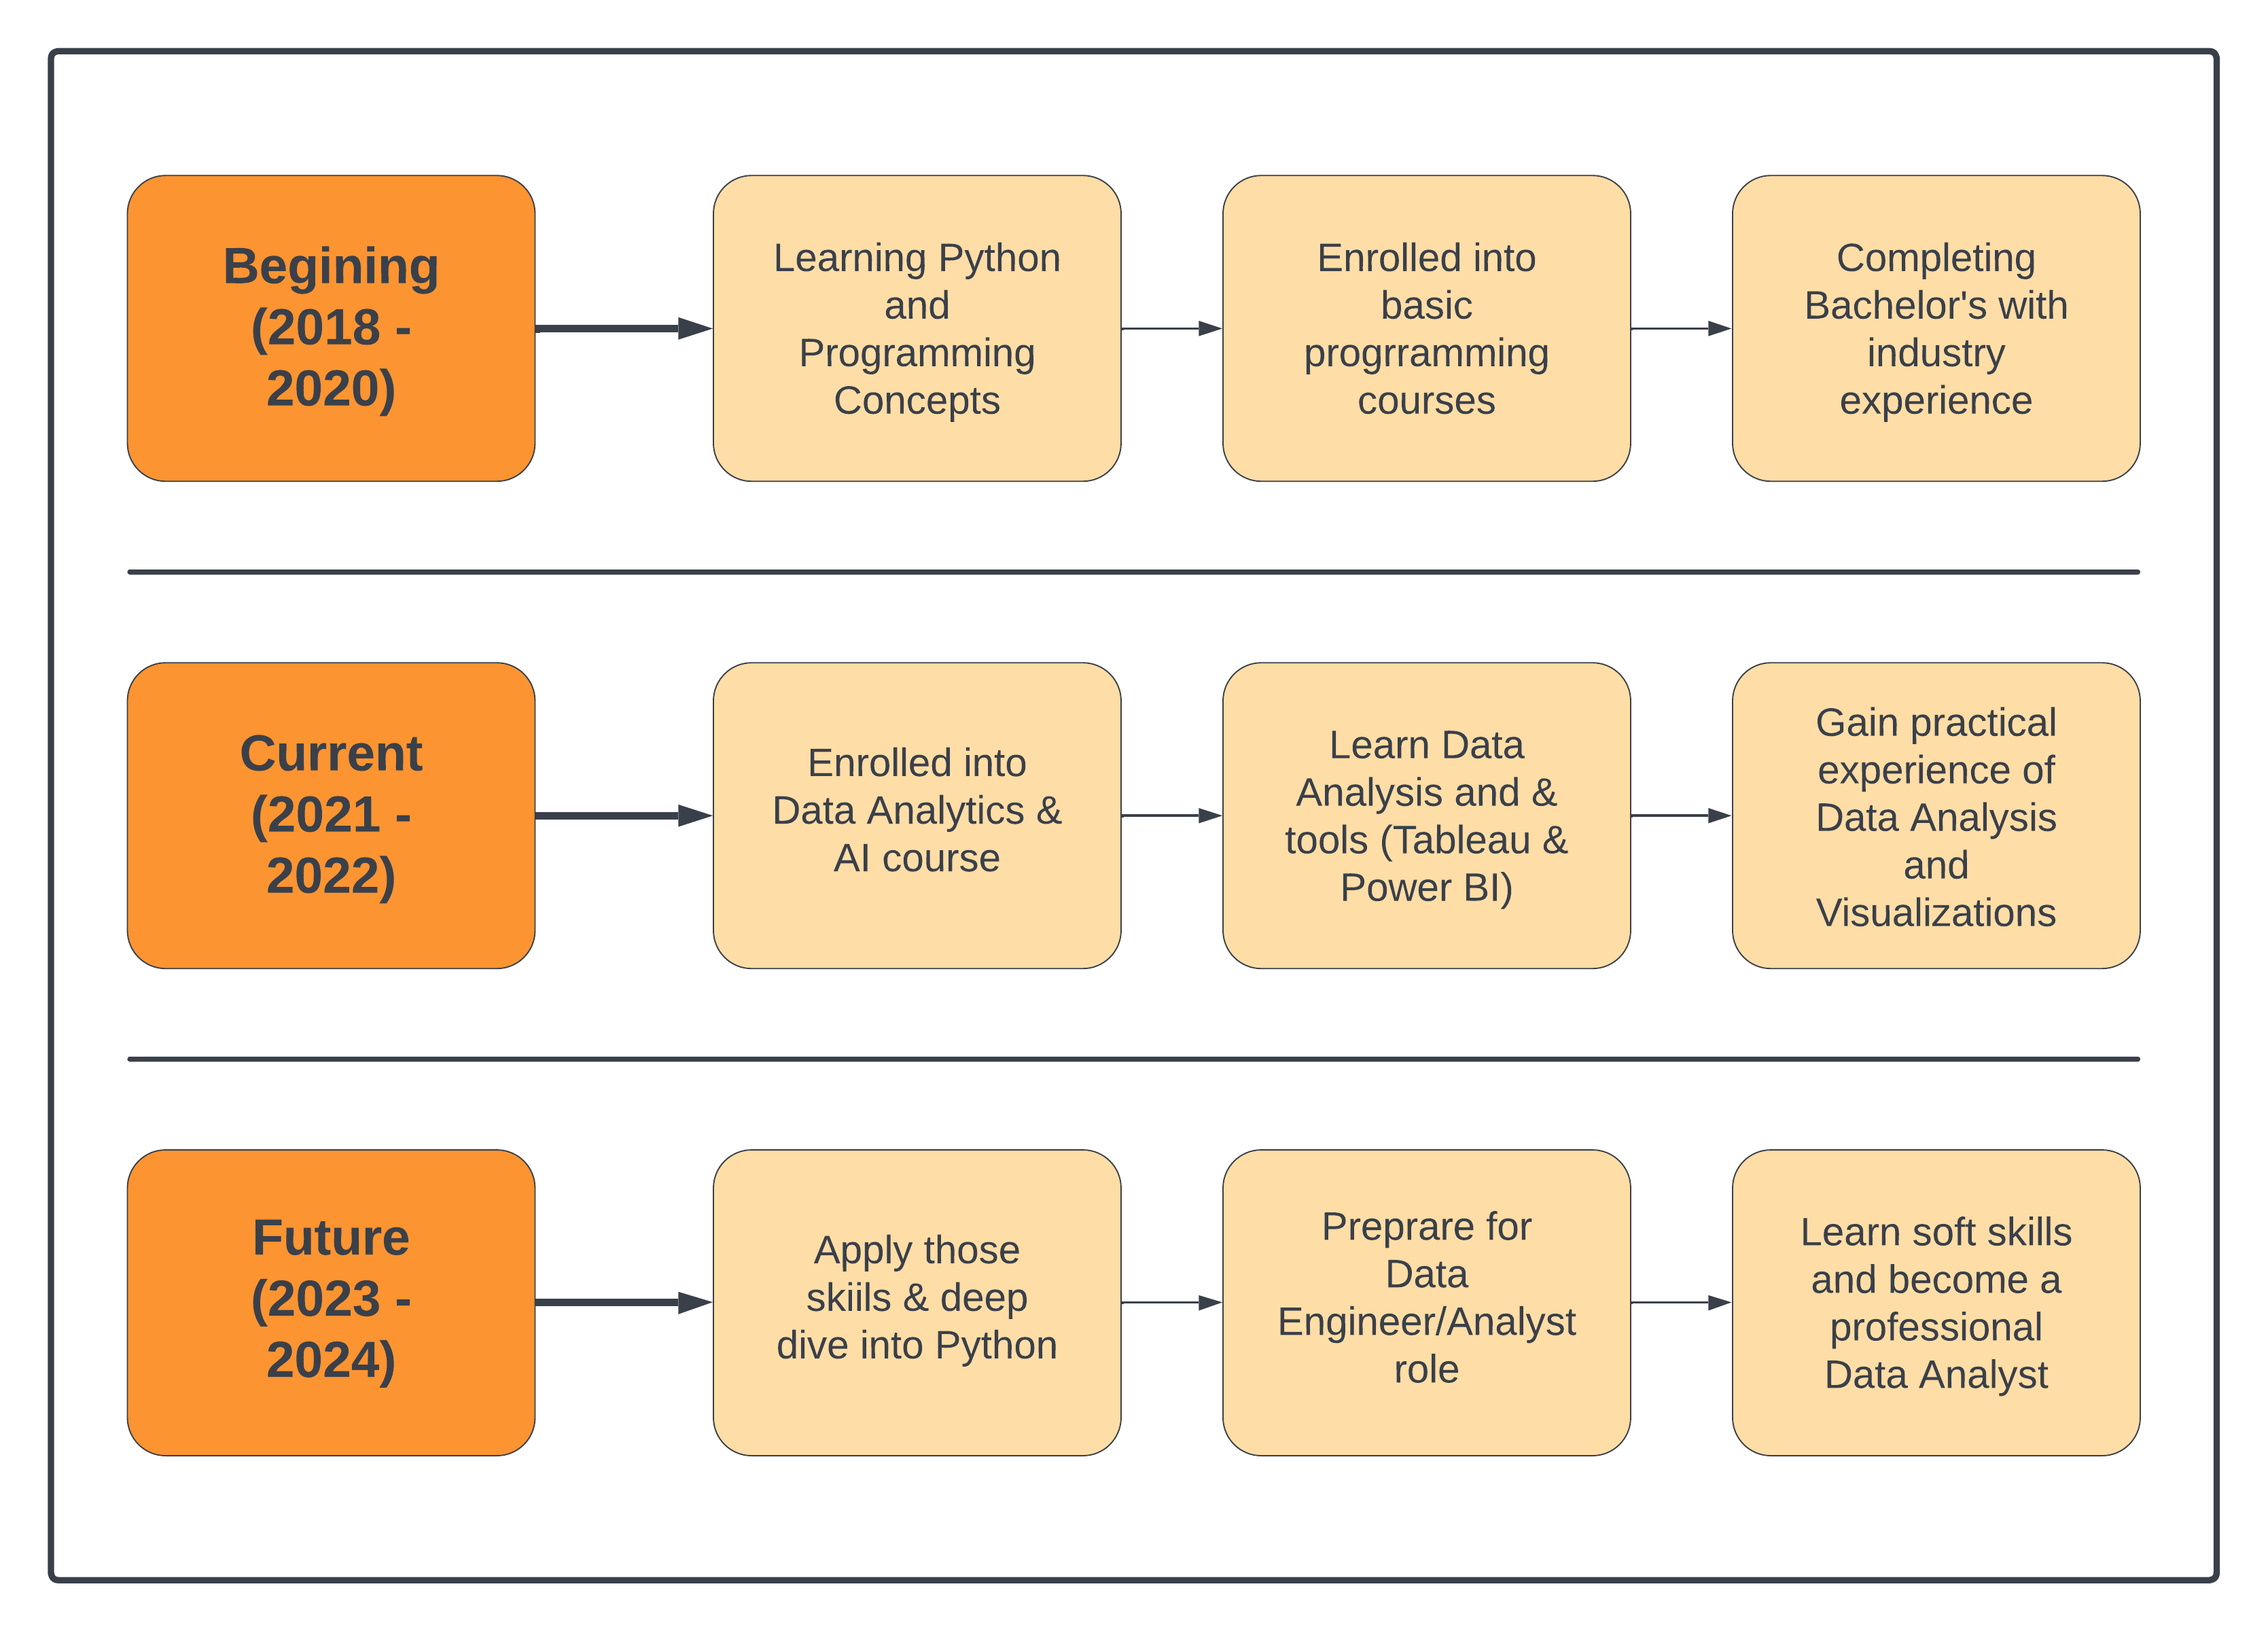 Begining
(2018 -
2020)
Learning Python
and
Programming
Concepts
Enrolled into
basic
progrramming
courses
Completing
Bachelor's with
industry
experience
Current
(2021 -
2022)
Enrolled into
Data Analytics &
AI course
Learn Data
Analysis and &
tools (Tableau &
Power BI)
Gain practical
experience of
Data Analysis
and
Visualizations
Future
(2023 -
2024)
Apply those
skiils & deep
dive into Python
Preprare for
Data
Engineer/Analyst
role
Learn soft skills
and become a
professional
Data Analyst